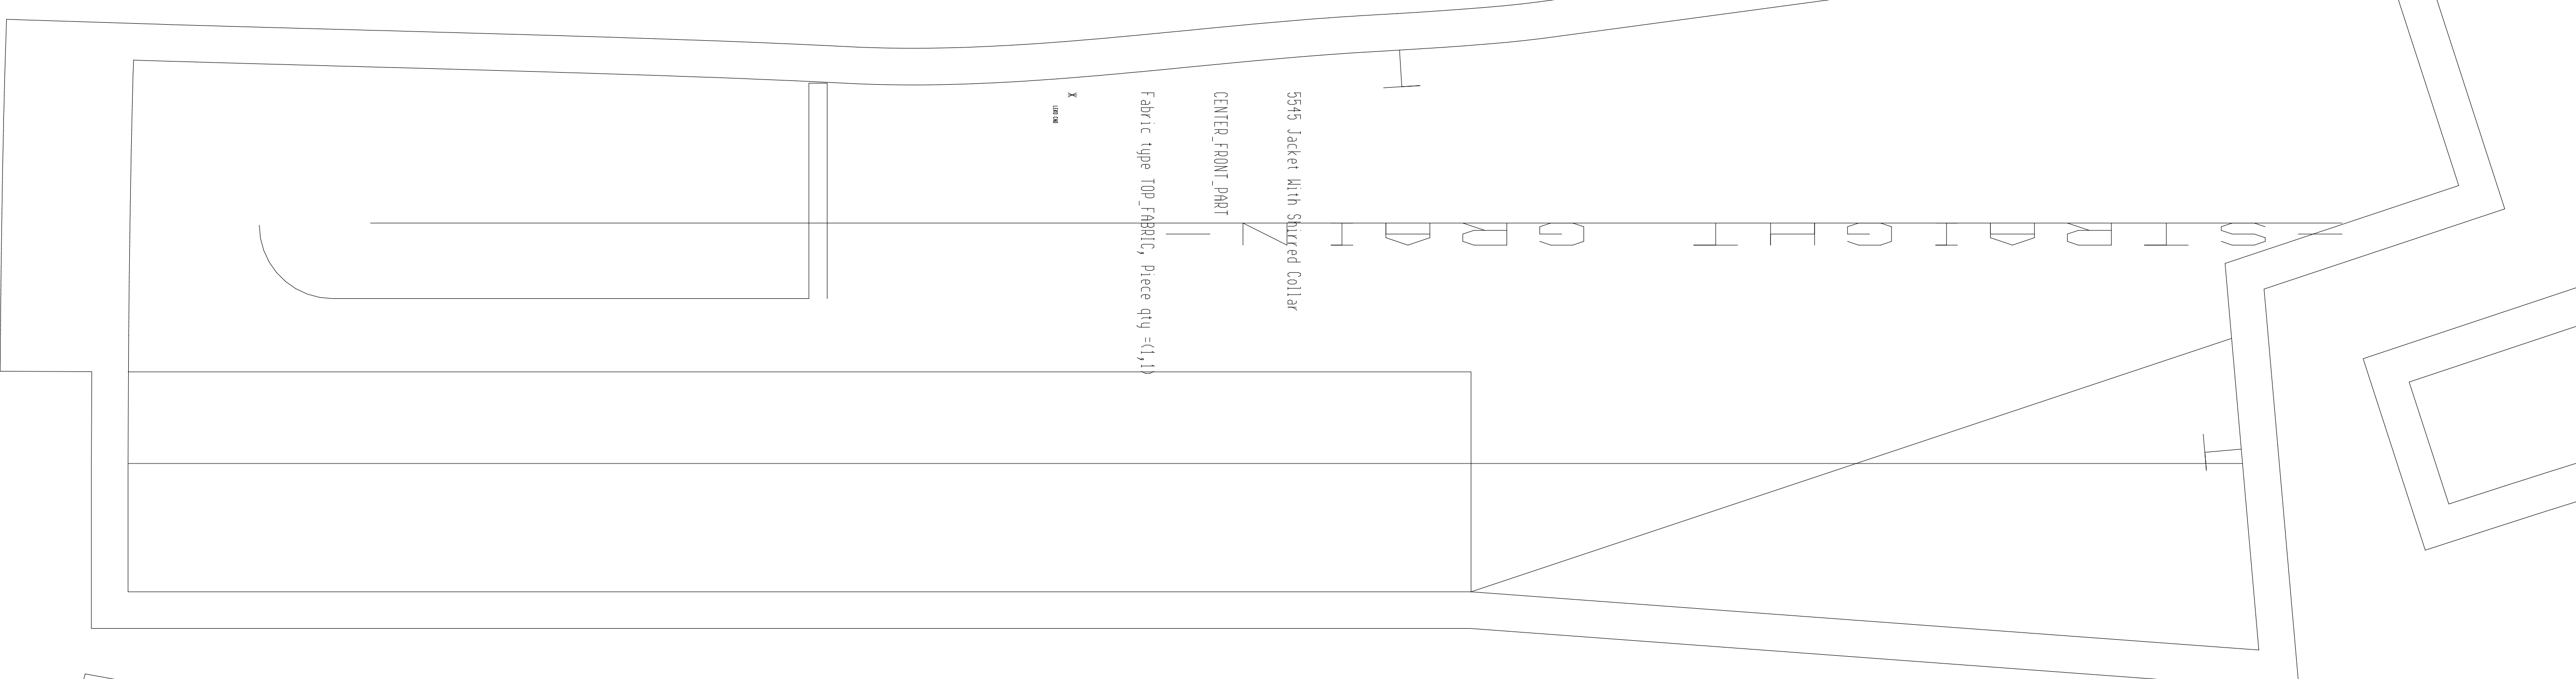 5545 Jacket With Shirred Collar
CENTER_FRONT_PART
Fabric type TOP_FABRIC, Piece qty =(1,1)
-STRAIGHT GRAIN-